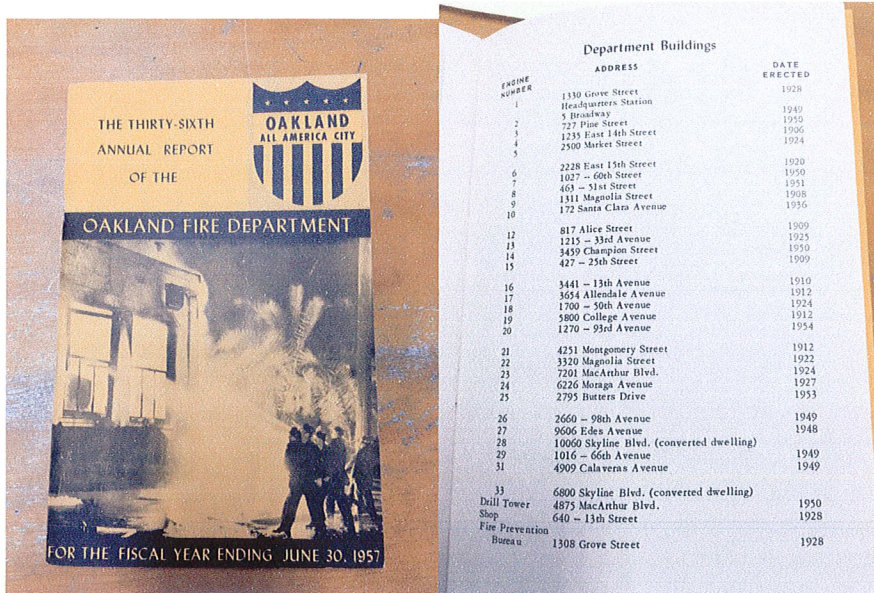 THE THIRTY-SIXTH
ANNUAL REPORT
OF THE
OAKLAND
ALL AMERICA CITY
OAKLAND FIRE DEPARTMENT
FOR THE FISCAL YEAR ENDING JUNE 30, 1957
Department Buildings
ENGINE NUMBER ADDRESS DATE ERECTED
1 1330 Grove Street 1928
Headquarters Station
2 5 Broadway 1949
3 727 Pine Street 1950
4 1235 East 14th Street 1906
5 2500 Market Street 1924
6 2228 East 15th Street 1920
7 1027 – 60th Street 1950
8 463 – 51st Street 1951
9 1311 Magnolia Street 1908
10 172 Santa Clara Avenue 1936
12 817 Alice Street 1909
13 1215 – 33rd Avenue 1925
14 3459 Champion Street 1950
15 427 – 25th Street 1909
16 3441 – 13th Avenue 1910
17 3654 Allendale Avenue 1912
18 1700 – 50th Avenue 1924
19 5800 College Avenue 1912
20 1270 – 93rd Avenue 1954
21 4251 Montgomery Street 1912
22 3320 Magnolia Street 1922
23 7201 MacArthur Blvd. 1924
24 6226 Moraga Avenue 1927
25 2795 Butters Drive 1953
26 2660 – 98th Avenue 1949
27 9606 Edes Avenue 1948
28 10060 Skyline Blvd. (converted dwelling)
29 1016 – 66th Avenue 1949
31 4909 Calaveras Avenue 1949
33 6800 Skyline Blvd. (converted dwelling)
Drill Tower 4875 MacArthur Blvd. 1950
Shop 640 – 13th Street 1928
Fire Prevention
Bureau 1308 Grove Street 1928